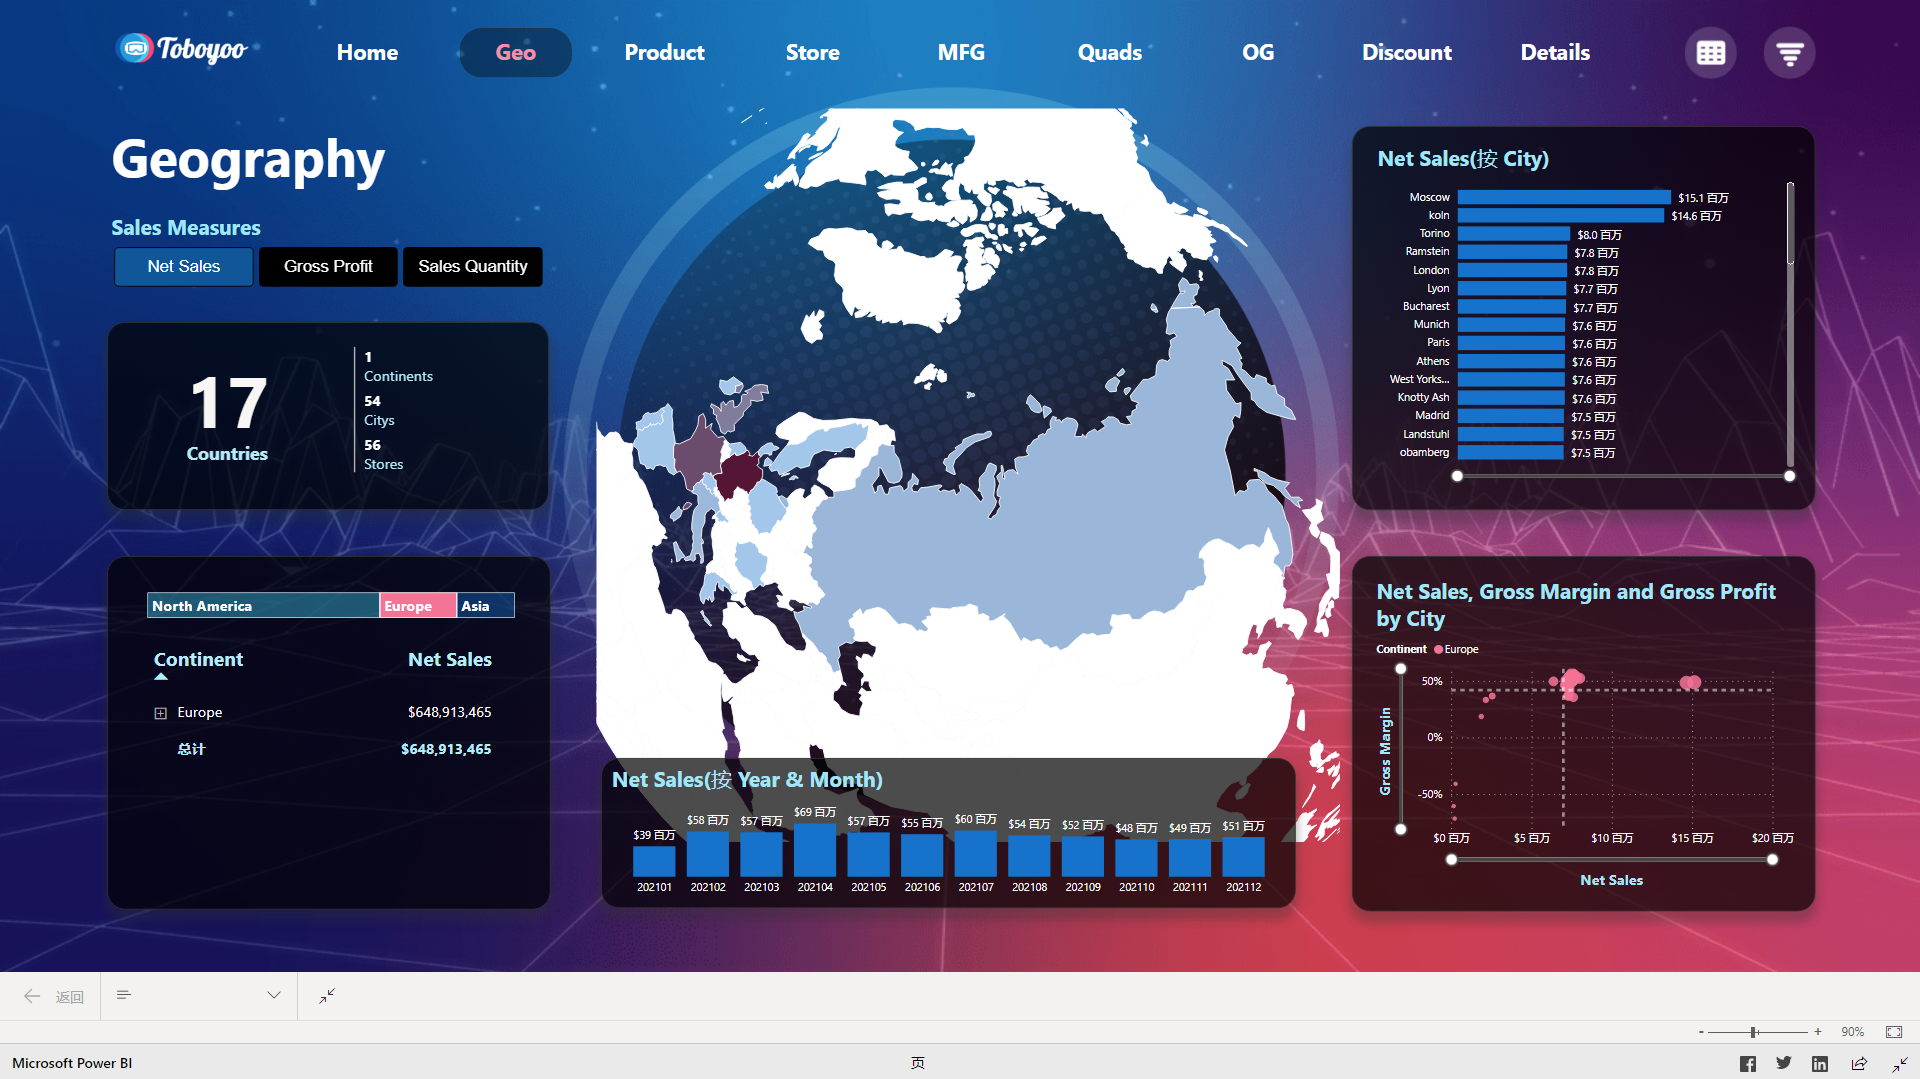 Toboyoo
Home
Geo
Product
Store
MFG
Quads
OG
Discount
Details
Geography
Sales Measures
Net Sales
Gross Profit
Sales Quantity
17
Countries
1
Continents
54
Citys
56
Stores
North America
Europe
Asia
Continent Net Sales
Europe $648,913,465
总计 $648,913,465
Net Sales(按 Year & Month)
$39 百万
$58 百万
$57 百万
$69 百万
$57 百万
$55 百万
$60 百万
$54 百万
$52 百万
$48 百万
$49 百万
$51 百万
202101
202102
202103
202104
202105
202106
202107
202108
202109
202110
202111
202112
Net Sales(按 City)
Moscow $15.1 百万
koln $14.6 百万
Torino $8.0 百万
Ramstein $7.8 百万
London $7.8 百万
Lyon $7.7 百万
Bucharest $7.7 百万
Munich $7.6 百万
Paris $7.6 百万
Athens $7.6 百万
West Yorks... $7.6 百万
Knotty Ash $7.6 百万
Madrid $7.5 百万
Landstuhl $7.5 百万
obamberg $7.5 百万
Net Sales, Gross Margin and Gross Profit
by City
Continent Europe
Gross Margin
50%
0%
-50%
$0 百万
$5 百万
$10 百万
$15 百万
$20 百万
Net Sales
返回
- + 90%
Microsoft Power BI
页